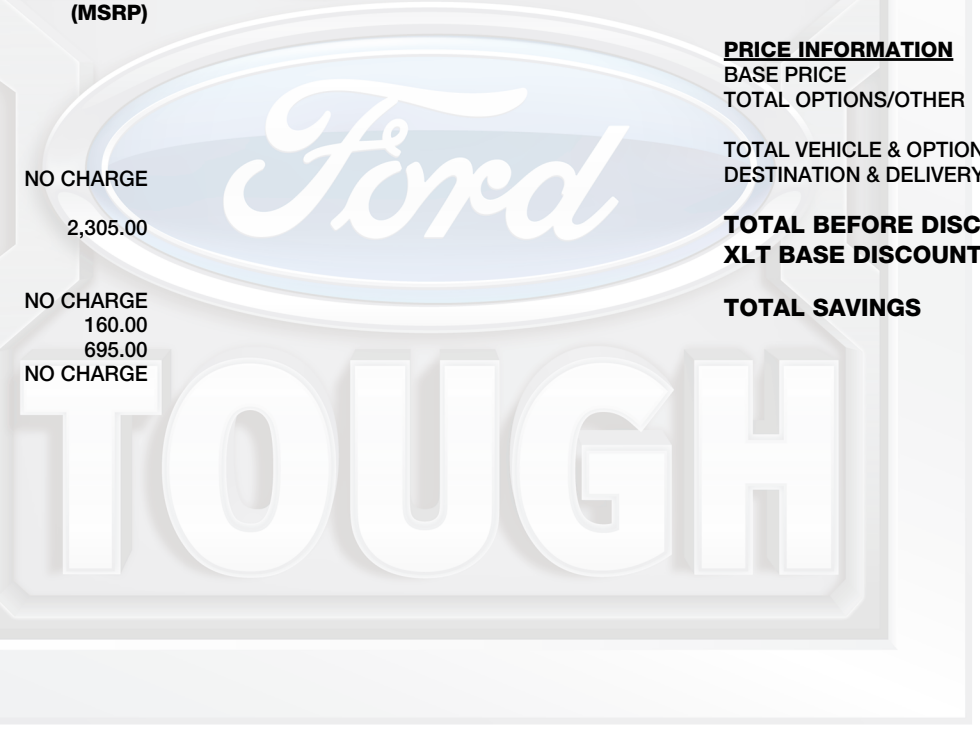 (MSRP)
NO CHARGE
2,305.00
NO CHARGE
160.00
695.00
NO CHARGE
PRICE INFORMATION
BASE PRICE
TOTAL OPTIONS/OTHER
TOTAL VEHICLE & OPTION
DESTINATION & DELIVERY
TOTAL BEFORE DISC
XLT BASE DISCOUNT
TOTAL SAVINGS
Ford
TOUGH